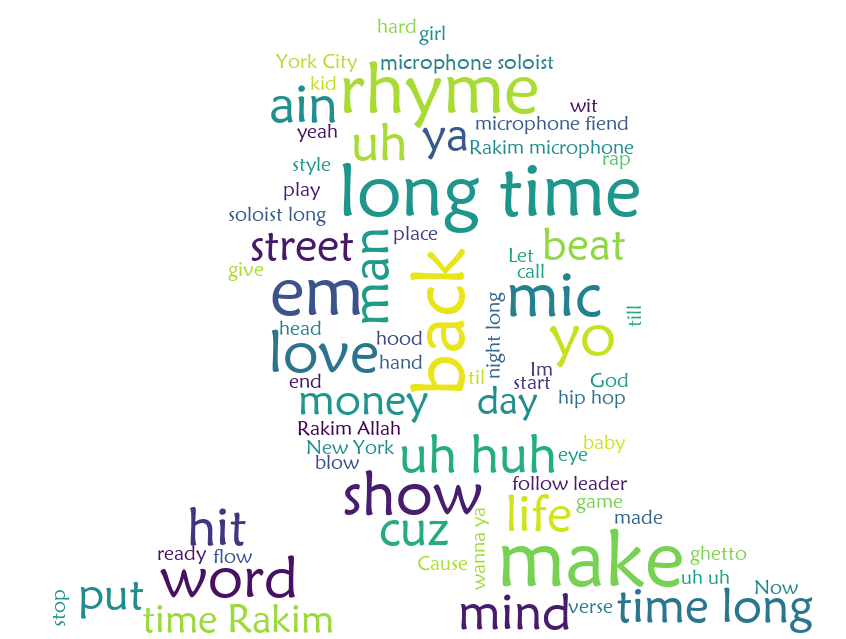 hard
girl
York City
microphone soloist
kid
rhyme
ain
wit
yeah
uh
ya
microphone fiend
Rakim microphone
rap
style
play
long time
soloist long
street
man
place
beat
Let
call
give
em
back
mic
night long
till
head
love
hood
hand
yo
end
til
Im
start
God
hip hop
money
day
Rakim Allah
New York
blow
uh huh
eye
baby
show
follow leader
life
game
made
hit
cuz
ready
flow
Cause
wanna ya
make
ghetto
uh uh
word
stop
put
time Rakim
mind
verse
time long
Now